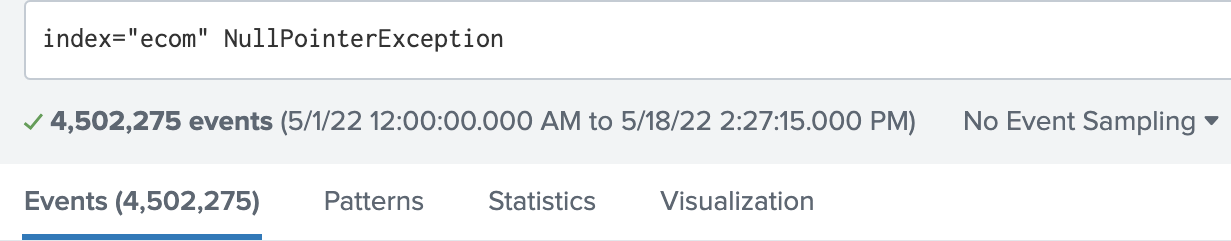 index="ecom" NullPointerException
4,502,275 events (5/1/22 12:00:00.000 AM to 5/18/22 2:27:15.000 PM) No Event Sampling
Events (4,502,275) Patterns Statistics Visualization